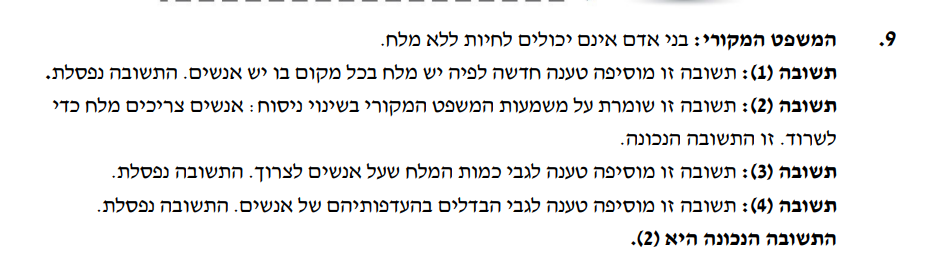 9. המשפט המקורי: בני אדם אינם יכולים לחיות ללא מלח.
תשובה (1): תשובה זו מוסיפה טענה חדשה לפיה יש מלח בכל מקום בו יש אנשים. התשובה נפסלת.
תשובה (2): תשובה זו שומרת על משמעות המשפט המקורי בשינוי ניסוח: אנשים צריכים מלח כדי
לשרוד. זו התשובה הנכונה.
תשובה (3): תשובה זו מוסיפה טענה לגבי כמות המלח שעל אנשים לצרוך. התשובה נפסלת.
תשובה (4): תשובה זו מוסיפה טענה לגבי הבדלים בהעדפותיהם של אנשים. התשובה נפסלת.
התשובה הנכונה היא (2).